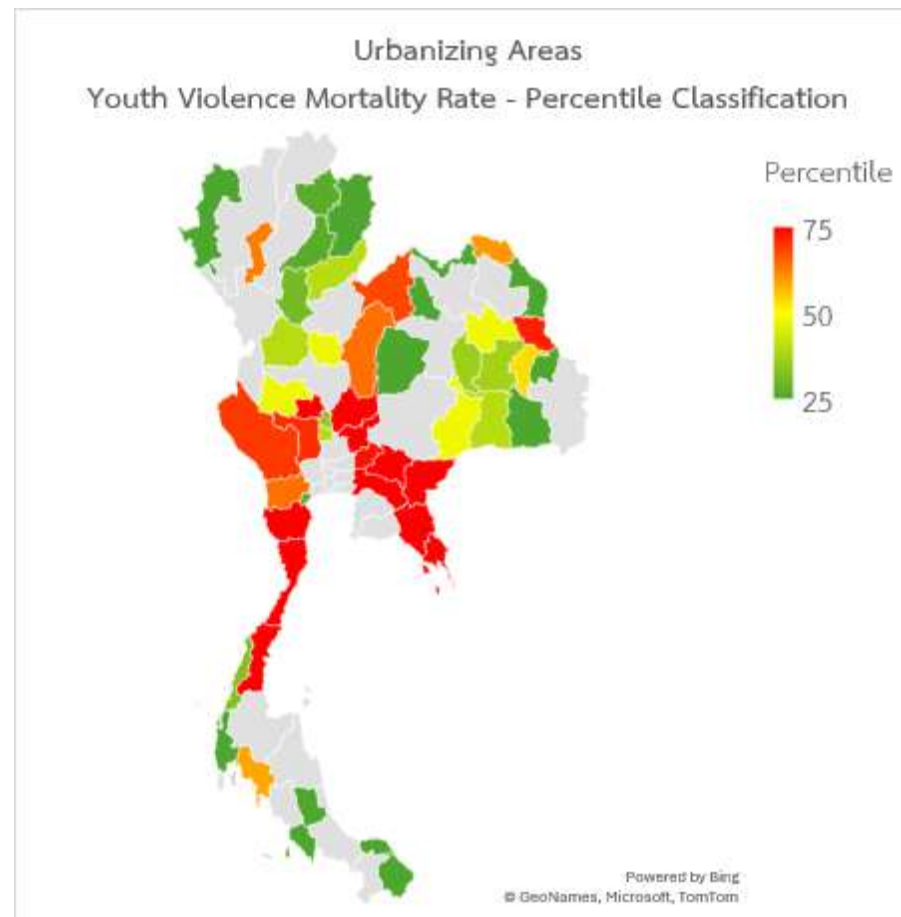 Urbanizing Areas
Youth Violence Mortality Rate - Percentile Classification
Percentile
75
50
25
Powered by Bing
© GeoNames, Microsoft, TomTom